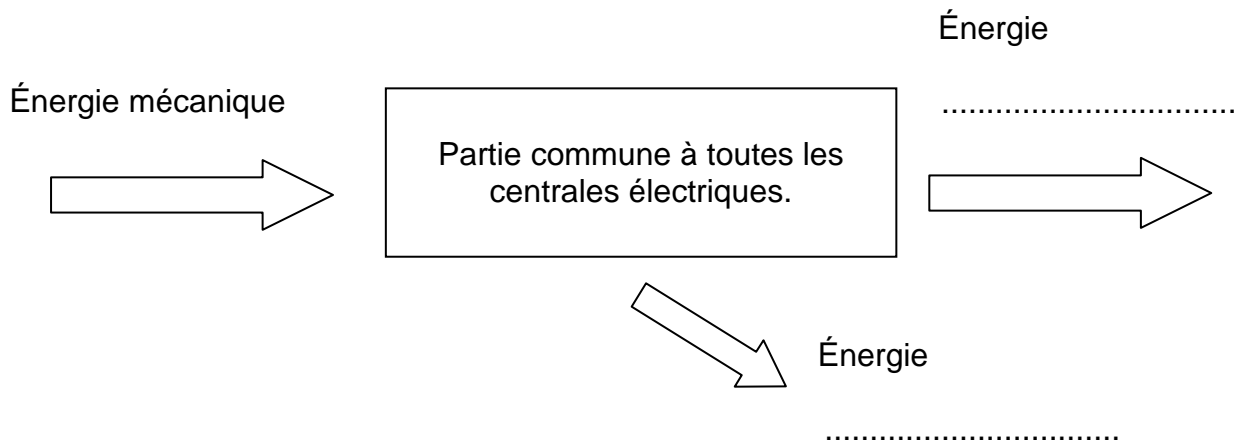 Énergie
Énergie mécanique
.................................
Partie commune à toutes les
centrales électriques.
Énergie
.................................